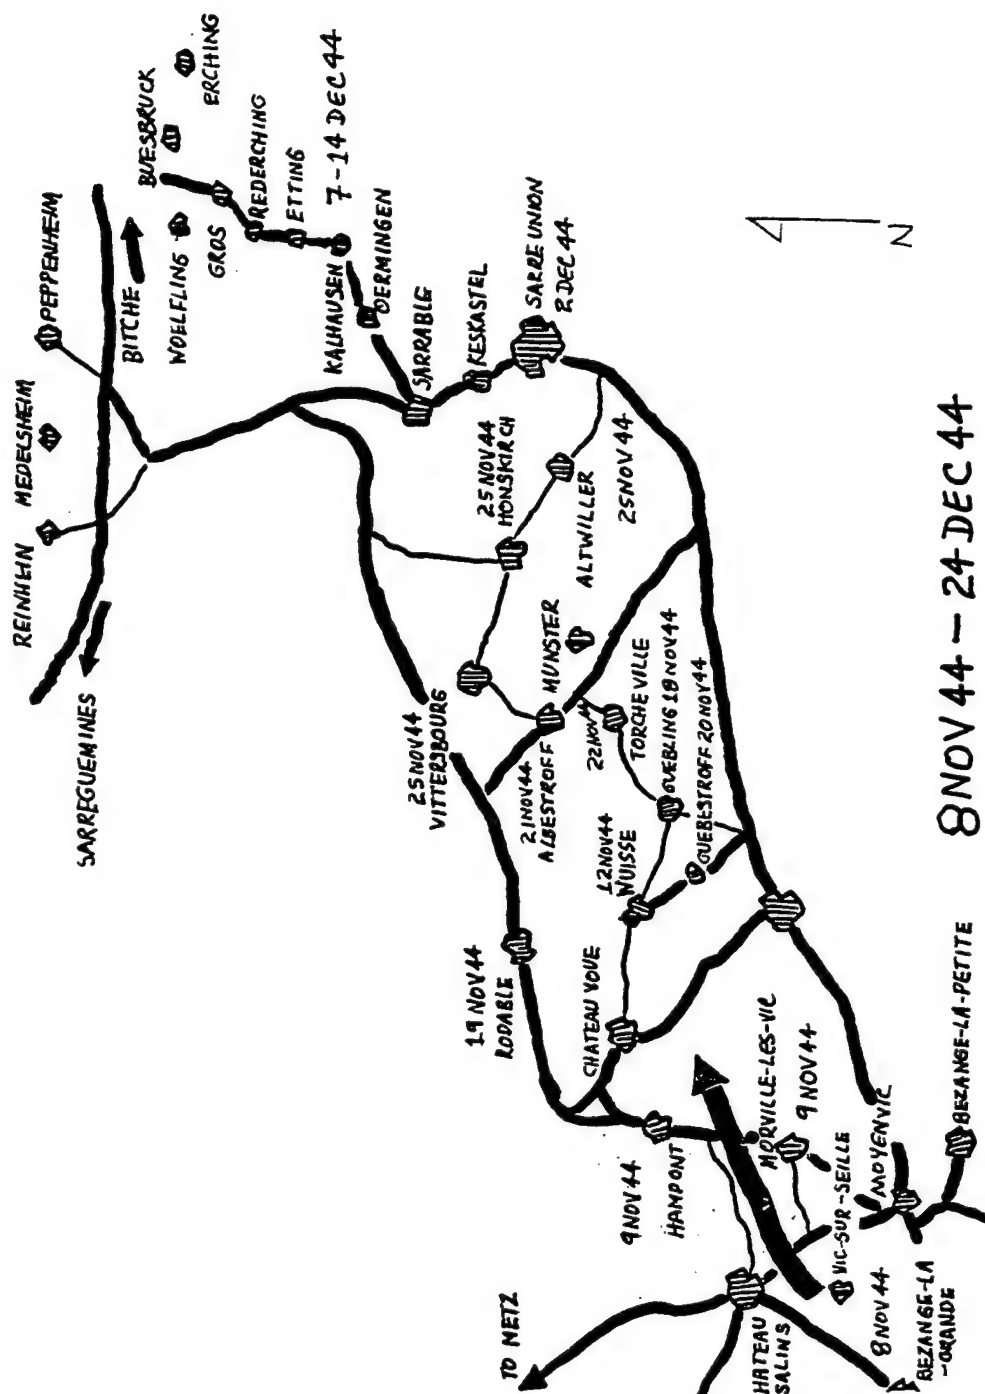 TO METZ
CHATEAU
SALINS
BEZANGE-LA
-GRANDE
8 NOV 44
VIC-SUR-SEILLE
MOYENVIC
BEZANGE-LA-PETITE
9 NOV 44
HAMPONT
MORVILLE-LES-VIC
9 NOV 44
CHATEAU VOUE
19 NOV 44
RODABLE
12 NOV 44
WUISSE
GUEBESTROFF 20 NOV 44
GUEBLING 18 NOV 44
TORCHEVILLE
22 NOV 44
21 NOV 44
ALBESTROFF
MUNSTER
25 NOV 44
VITTERSBOURG
ALTWILLER
25 NOV 44
HONSKIRCH
25 NOV 44
SARREGUEMINES
REINHEIN
MEDELSHEIM
PEPPENHEIM
BITCHE
WOELFLING
GROS
REDERCHING
BUESBRUCK
ERCHING
ETTING
7-14 DEC 44
KALHAUSEN
DERMINGEN
SARRABLE
KESKASTEL
SARRE UNION
2 DEC 44
N
8 NOV 44 - 24 DEC 44